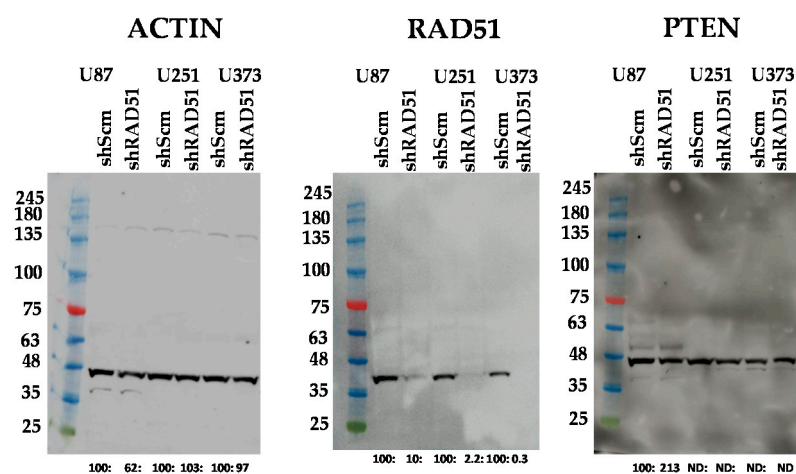 ACTIN RAD51 PTEN
U87 U251 U373 U87 U251 U373 U87 U251 U373
shScm shRAD51 shScm shRAD51 shScm shRAD51 shScm shRAD51 shScm shRAD51 shScm shRAD51 shScm shRAD51 shScm shRAD51 shScm shRAD51
245 245 245
180 180 180
135 135 135
100 100 100
75 75 75
63 63 63
48 48 48
35 35 35
25 25 25
100: 62: 100: 103: 100: 97 100: 10: 100: 2.2: 100: 0.3 100: 213 ND: ND: ND: ND